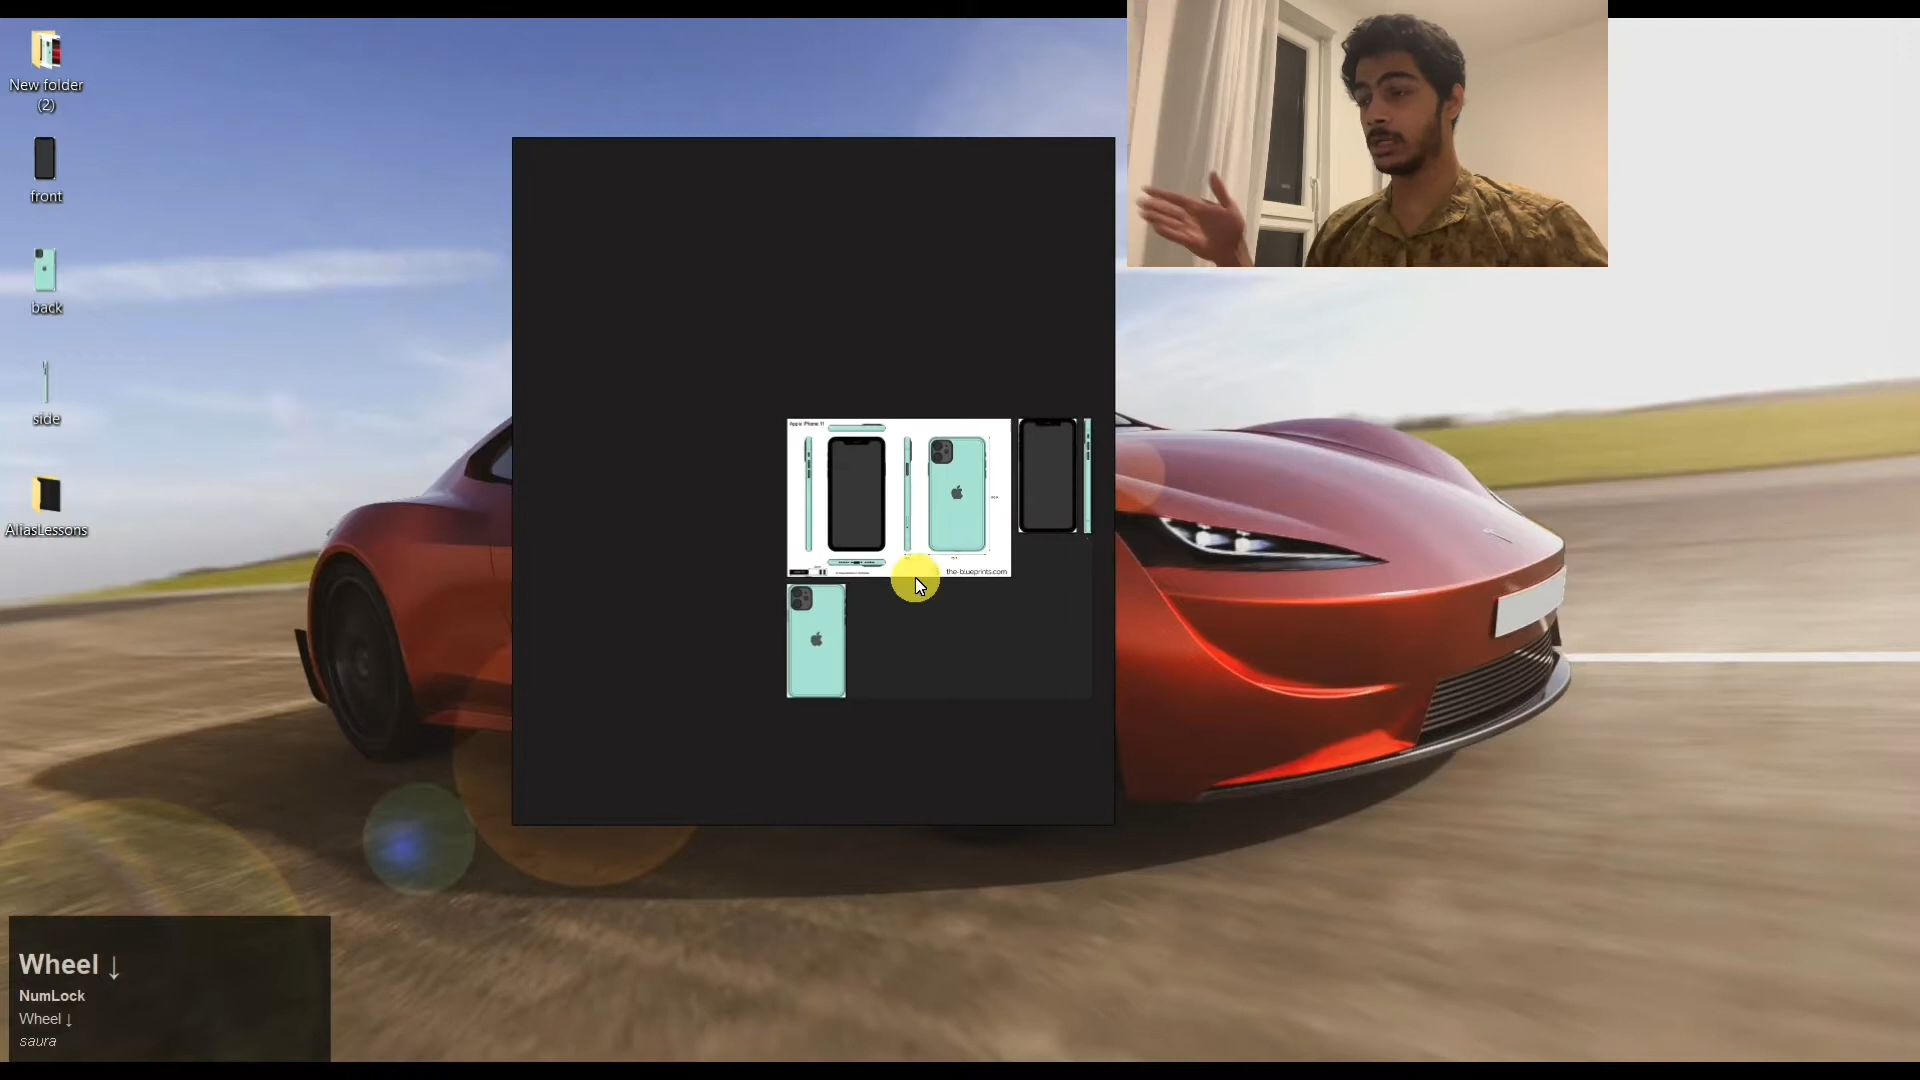 New folder
(2)
front
back
side
AliasLessons
Apple iPhone 11
the-blueprints.com
Wheel ↓
NumLock
Wheel ↓
saura